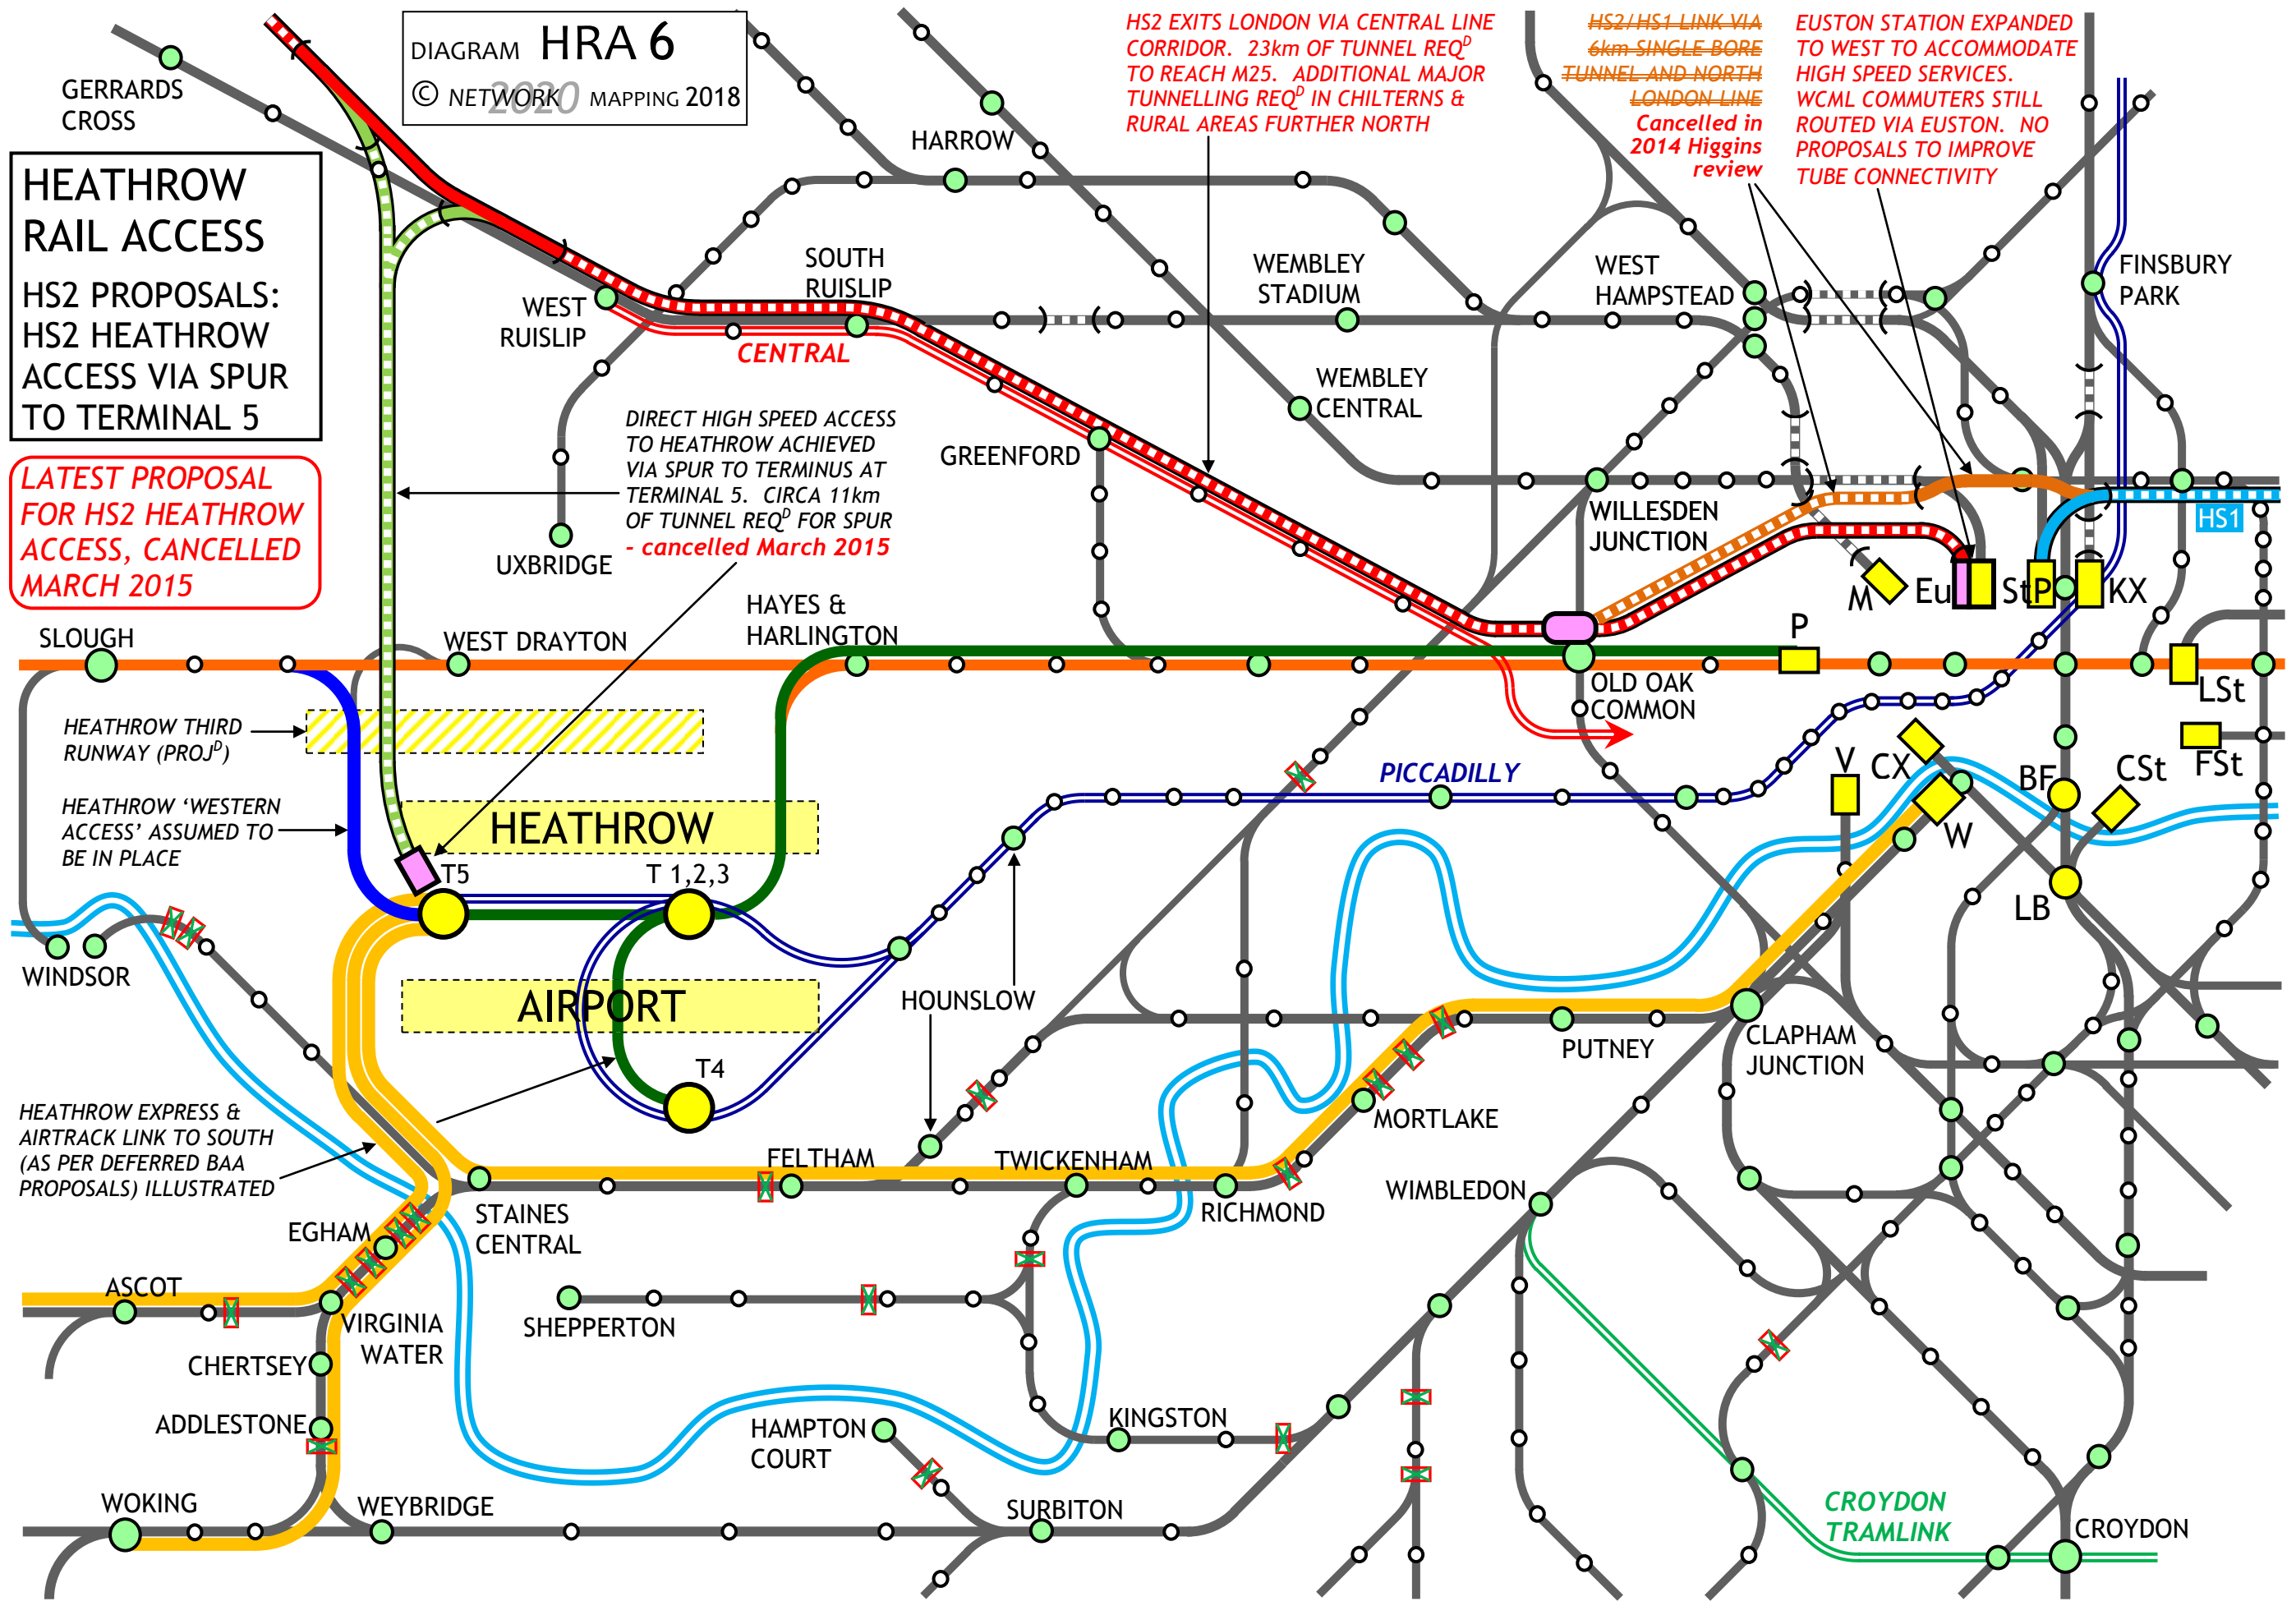 DIAGRAM HRA 6
© NETWORK 2020 MAPPING 2018
HEATHROW
RAIL ACCESS
HS2 PROPOSALS:
HS2 HEATHROW
ACCESS VIA SPUR
TO TERMINAL 5
LATEST PROPOSAL
FOR HS2 HEATHROW
ACCESS, CANCELLED
MARCH 2015
HS2 EXITS LONDON VIA CENTRAL LINE
CORRIDOR. 23km OF TUNNEL REQD
TO REACH M25. ADDITIONAL MAJOR
TUNNELLING REQD IN CHILTERNS &
RURAL AREAS FURTHER NORTH
HS2/HS1 LINK VIA
6km SINGLE BORE
TUNNEL AND NORTH
LONDON LINE
Cancelled in
2014 Higgins
review
EUSTON STATION EXPANDED
TO WEST TO ACCOMMODATE
HIGH SPEED SERVICES.
WCML COMMUTERS STILL
ROUTED VIA EUSTON. NO
PROPOSALS TO IMPROVE
TUBE CONNECTIVITY
GERRARDS
CROSS
HARROW
SOUTH
RUISLIP
WEST
RUISLIP
CENTRAL
WEMBLEY
STADIUM
WEST
HAMPSTEAD
FINSBURY
PARK
WEMBLEY
CENTRAL
GREENFORD
DIRECT HIGH SPEED ACCESS
TO HEATHROW ACHIEVED
VIA SPUR TO TERMINUS AT
TERMINAL 5. CIRCA 11km
OF TUNNEL REQD FOR SPUR
- cancelled March 2015
UXBRIDGE
WILLESDEN
JUNCTION
HS1
M
Eu
StP
KX
SLOUGH
WEST DRAYTON
HAYES &
HARLINGTON
P
OLD OAK
COMMON
LSt
FSt
HEATHROW THIRD
RUNWAY (PROJD)
HEATHROW ‘WESTERN
ACCESS’ ASSUMED TO
BE IN PLACE
HEATHROW
PICCADILLY
V
CX
W
BF
CSt
LB
T5
T 1,2,3
WINDSOR
AIRPORT
HOUNSLOW
T4
PUTNEY
CLAPHAM
JUNCTION
MORTLAKE
HEATHROW EXPRESS &
AIRTRACK LINK TO SOUTH
(AS PER DEFERRED BAA
PROPOSALS) ILLUSTRATED
FELTHAM
TWICKENHAM
RICHMOND
WIMBLEDON
STAINES
CENTRAL
EGHAM
ASCOT
VIRGINIA
WATER
SHEPPERTON
CHERTSEY
ADDLESTONE
HAMPTON
COURT
KINGSTON
WOKING
WEYBRIDGE
SURBITON
CROYDON
TRAMLINK
CROYDON